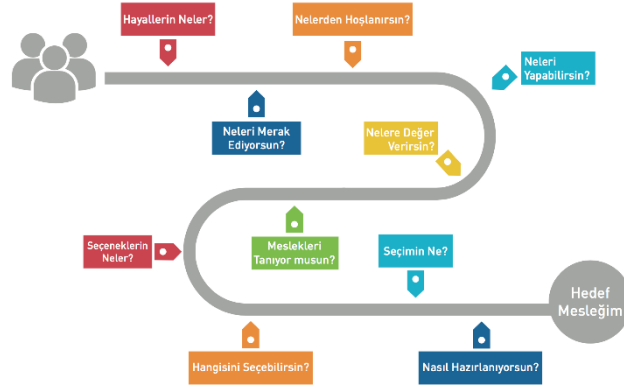 Hayallerin Neler?
Nelerden Hoşlanırsın?
Neleri
Yapabilirsin?
Neleri Merak
Ediyorsun?
Nelere Değer
Verirsin?
Seçeneklerin
Neler?
Meslekleri
Tanıyor musun?
Seçimin Ne?
Hedef
Mesleğim
Hangisini Seçebilirsin?
Nasıl Hazırlanıyorsun?